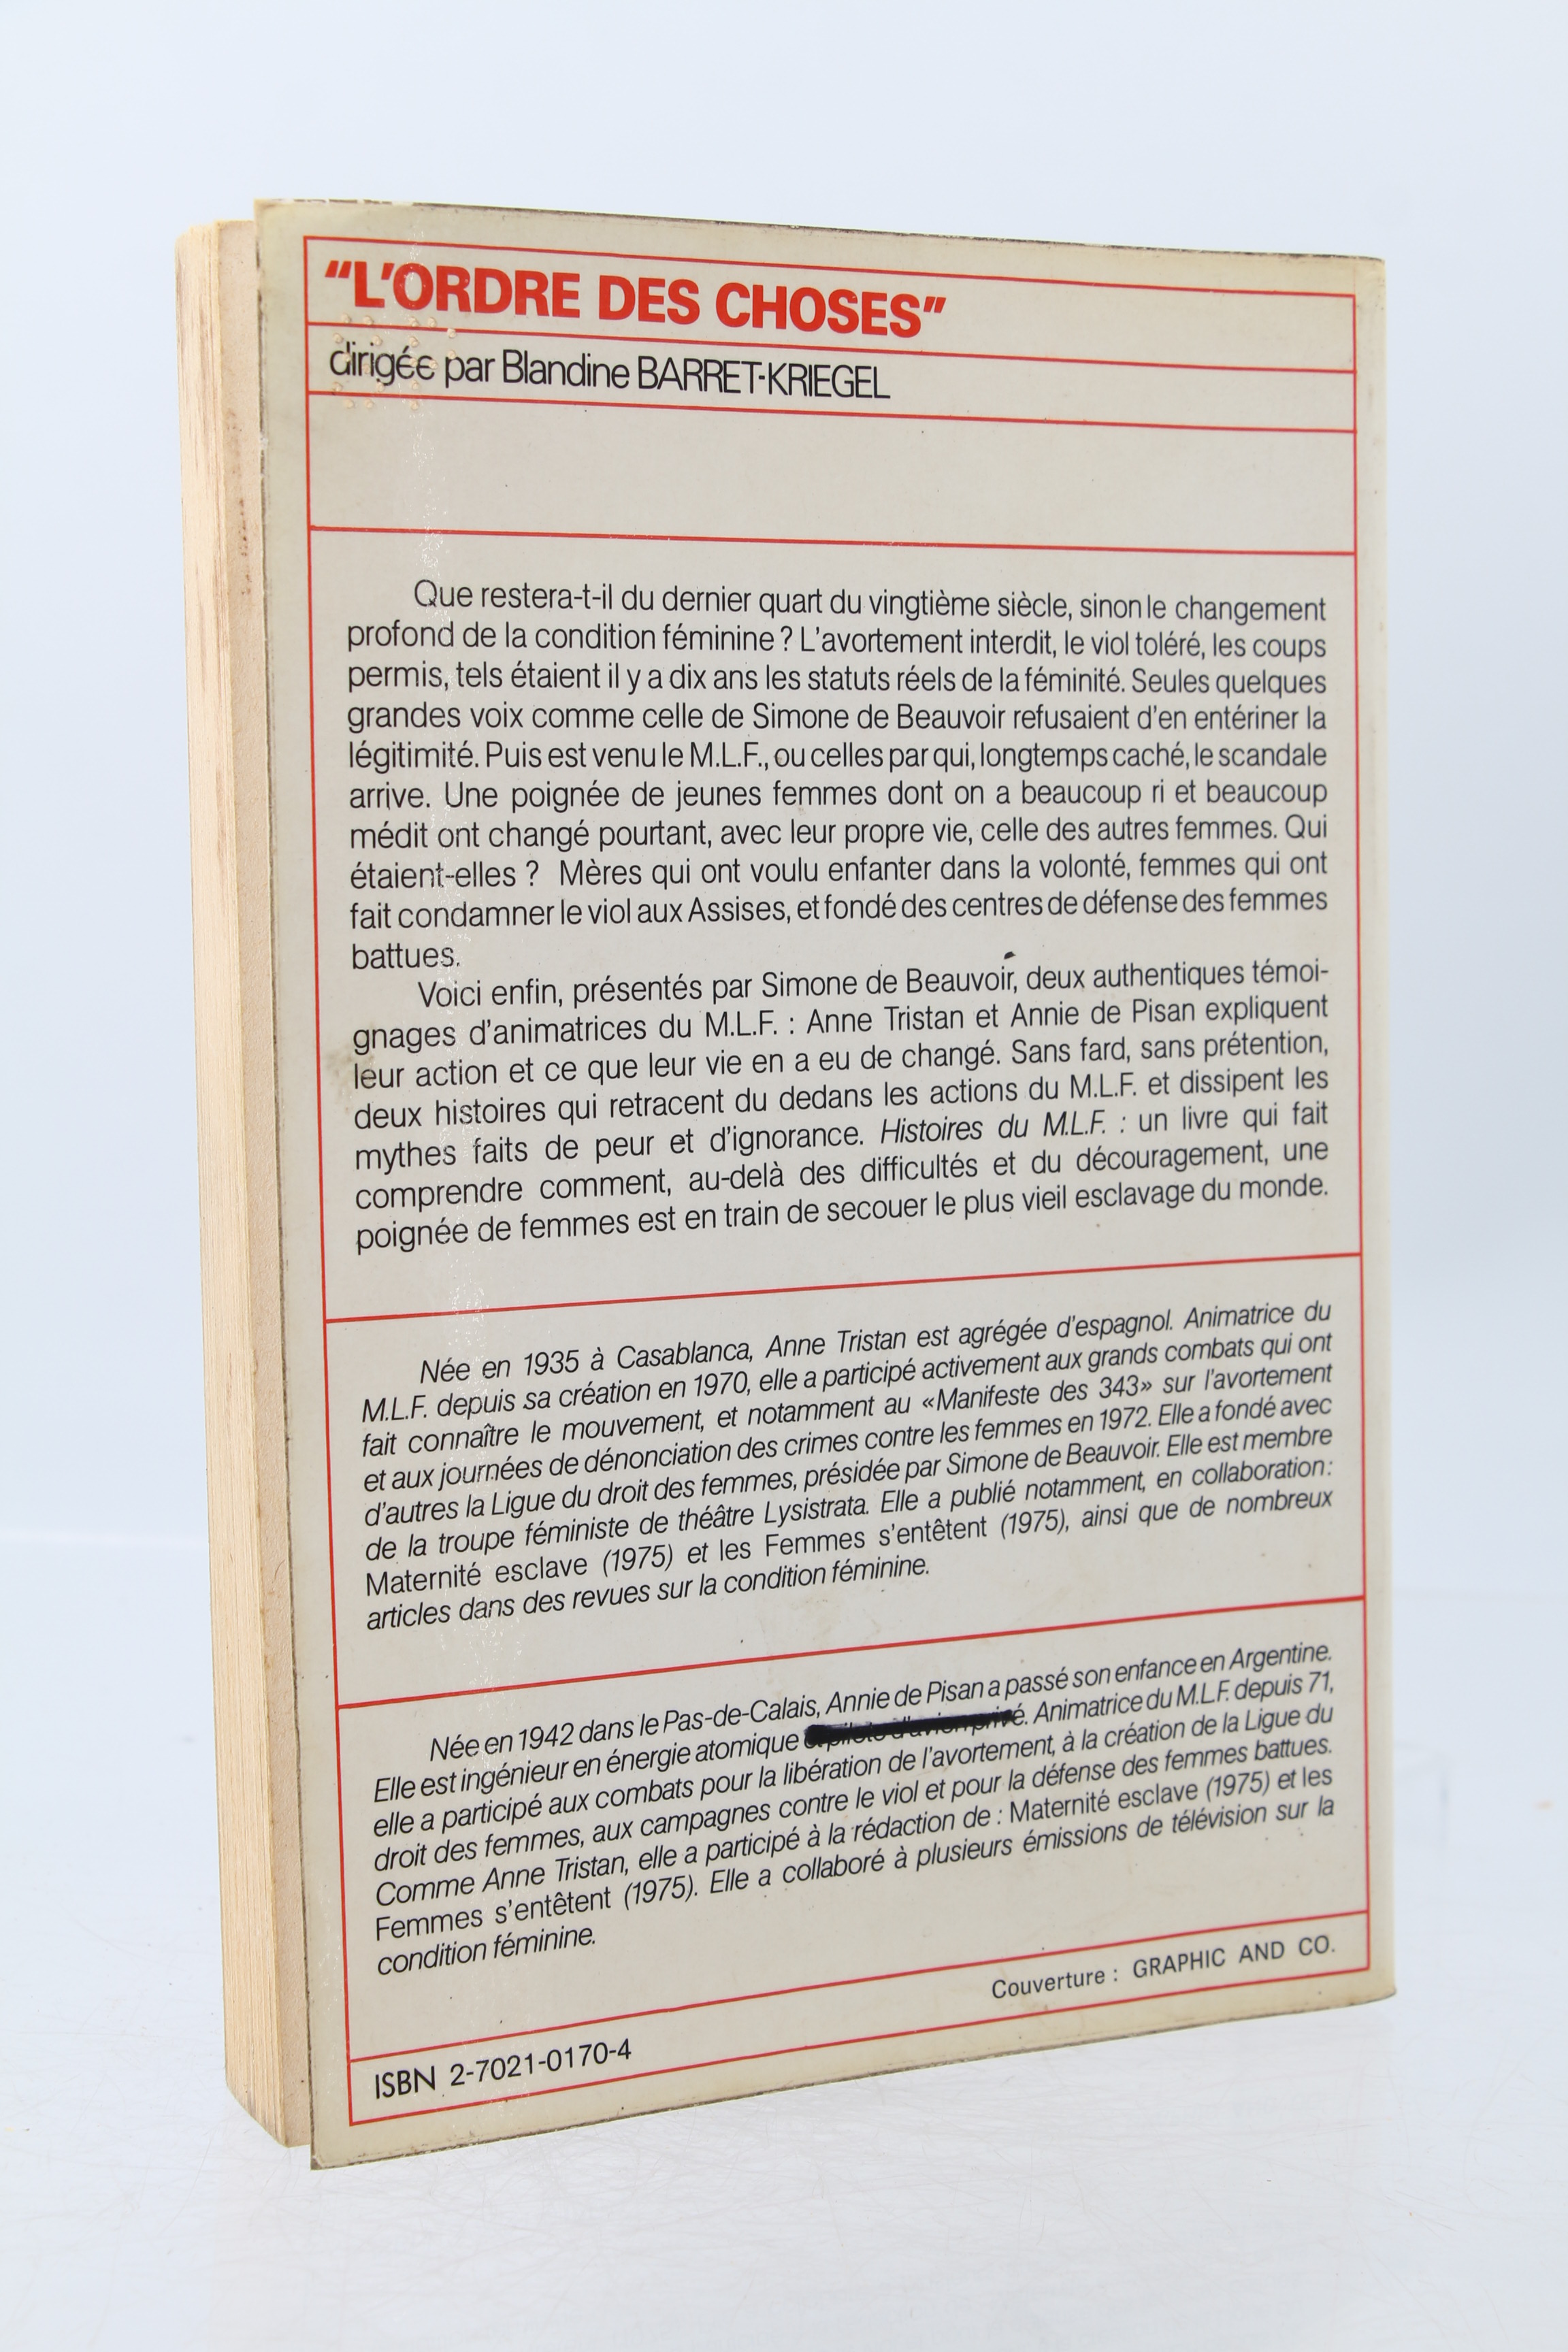 “L’ORDRE DES CHOSES”
dirigée par Blandine BARRET-KRIEGEL
Que restera-t-il du dernier quart du vingtième siècle, sinon le changement
profond de la condition féminine ? L’avortement interdit, le viol toléré, les coups
permis, tels étaient il y a dix ans les statuts réels de la féminité. Seules quelques
grandes voix comme celle de Simone de Beauvoir refusaient d’en entériner la
légitimité. Puis est venu le M.L.F., ou celles par qui, longtemps caché, le scandale
arrive. Une poignée de jeunes femmes dont on a beaucoup ri et beaucoup
médit ont changé pourtant, avec leur propre vie, celle des autres femmes. Qui
étaient-elles ? Mères qui ont voulu enfanter dans la volonté, femmes qui ont
fait condamner le viol aux Assises, et fondé des centres de défense des femmes
battues.
Voici enfin, présentés par Simone de Beauvoir, deux authentiques témoi-
gnages d’animatrices du M.L.F. : Anne Tristan et Annie de Pisan expliquent
leur action et ce que leur vie en a eu de changé. Sans fard, sans prétention,
deux histoires qui retracent du dedans les actions du M.L.F. et dissipent les
mythes faits de peur et d’ignorance. Histoires du M.L.F. : un livre qui fait
comprendre comment, au-delà des difficultés et du découragement, une
poignée de femmes est en train de secouer le plus vieil esclavage du monde.
Née en 1935 à Casablanca, Anne Tristan est agrégée d’espagnol. Animatrice du
M.L.F. depuis sa création en 1970, elle a participé activement aux grands combats qui ont
fait connaître le mouvement, et notamment au «Manifeste des 343» sur l’avortement
et aux journées de dénonciation des crimes contre les femmes en 1972. Elle a fondé avec
d’autres la Ligue du droit des femmes, présidée par Simone de Beauvoir. Elle est membre
de la troupe féministe de théâtre Lysistrata. Elle a publié notamment, en collaboration :
Maternité esclave (1975) et les Femmes s’entêtent (1975), ainsi que de nombreux
articles dans des revues sur la condition féminine.
Née en 1942 dans le Pas-de-Calais, Annie de Pisan a passé son enfance en Argentine.
Elle est ingénieur en énergie atomique et pilote d’avion privé. Animatrice du M.L.F. depuis 71,
elle a participé aux combats pour la libération de l’avortement, à la création de la Ligue du
droit des femmes, aux campagnes contre le viol et pour la défense des femmes battues.
Comme Anne Tristan, elle a participé à la rédaction de : Maternité esclave (1975) et les
Femmes s’entêtent (1975). Elle a collaboré à plusieurs émissions de télévision sur la
condition féminine.
Couverture : GRAPHIC AND CO.
ISBN 2-7021-0170-4